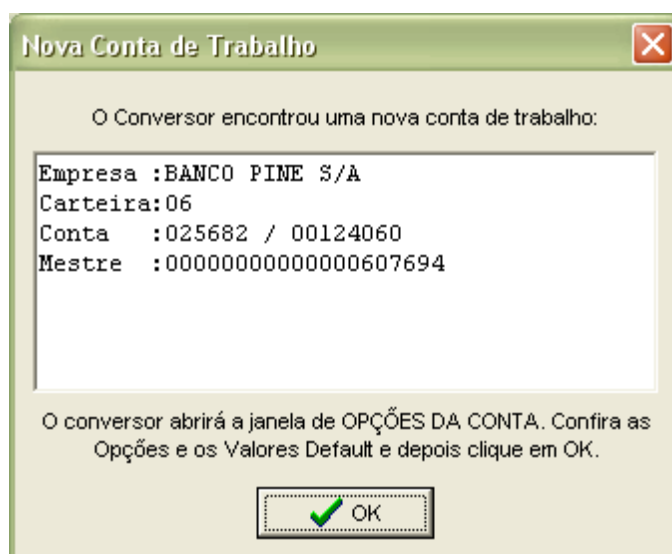 Nova Conta de Trabalho
O Conversor encontrou uma nova conta de trabalho:
Empresa :BANCO PINE S/A
Carteira:06
Conta   :025682 / 00124060
Mestre  :00000000000000607694
O conversor abrirá a janela de OPÇŐES DA CONTA. Confira as
Opções e os Valores Default e depois clique em OK.
OK